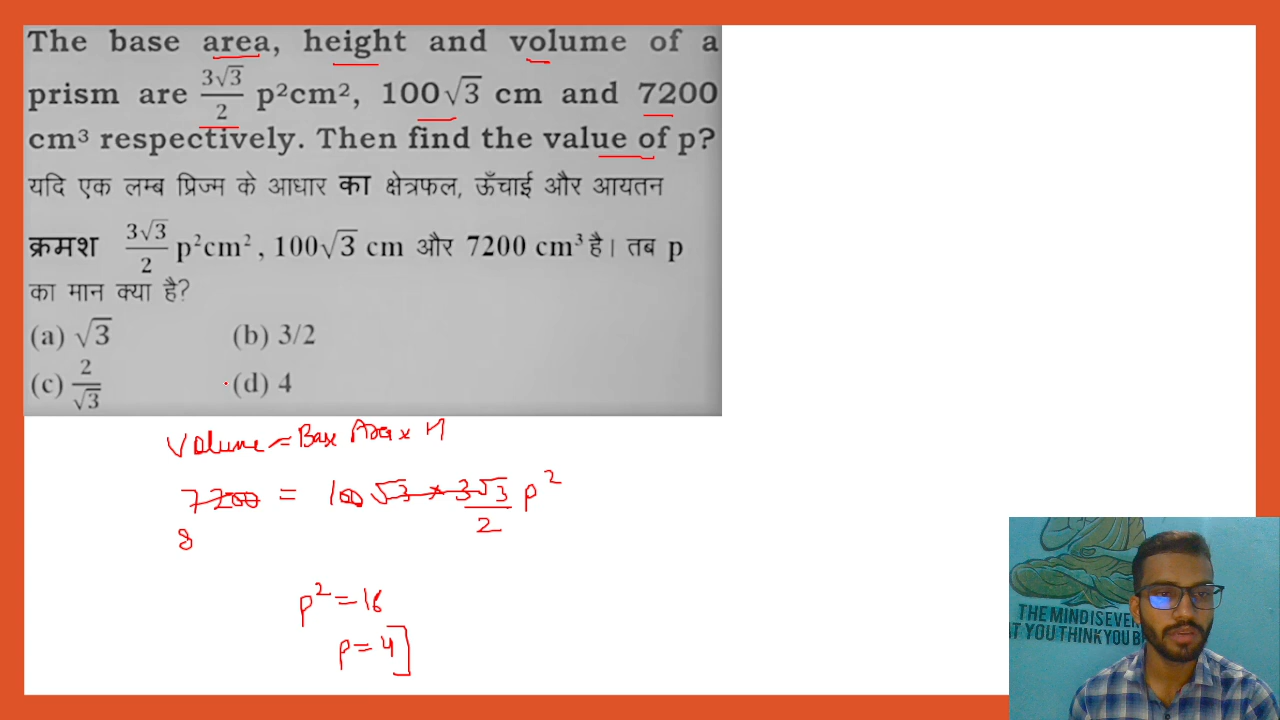 The base area, height and volume of a
prism are 3√3/2 p²cm², 100√3 cm and 7200
cm³ respectively. Then find the value of p?
यदि एक लम्ब प्रिज्म के आधार का क्षेत्रफल, ऊँचाई और आयतन
क्रमश 3√3/2 p²cm², 100√3 cm और 7200 cm³ है। तब p
का मान क्या है?
(a) √3 (b) 3/2
(c) 2/√3 (d) 4
Volume = Base Area × H
7200 = 100√3 × 3√3/2 p²
8
p² = 16
p = 4
THE MIND IS EVE
AT YOU THINK YOU B